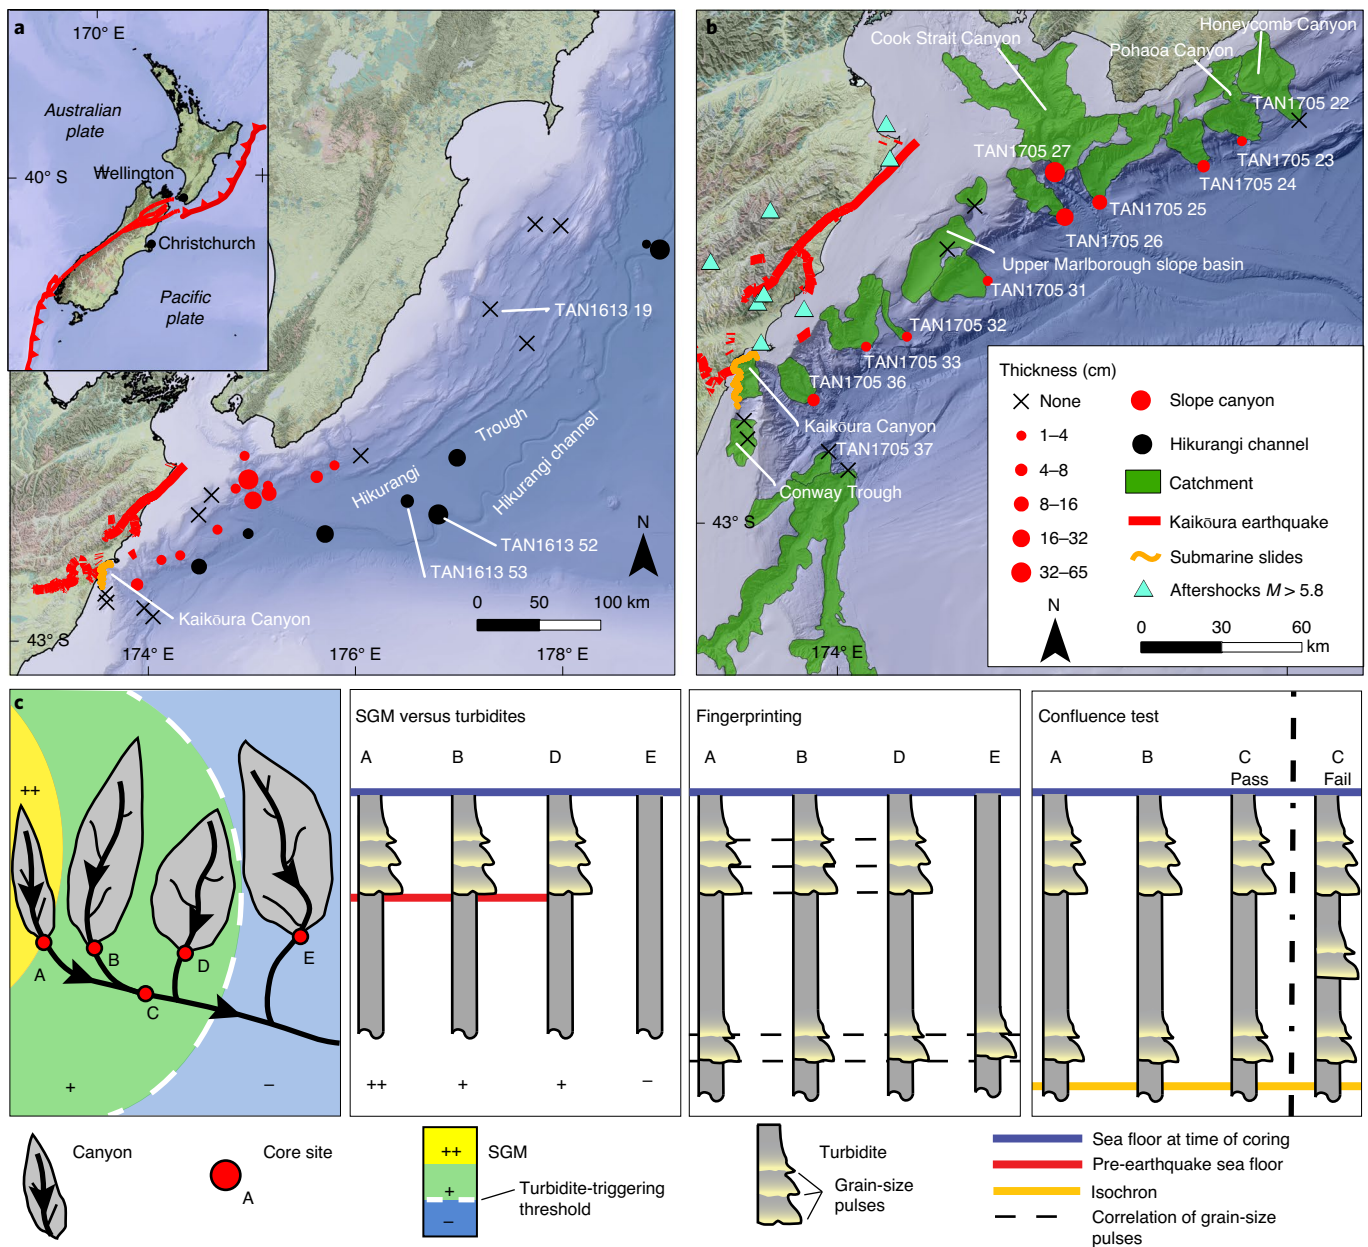 a
170° E
Australian
plate
40° S
Wellington
Christchurch
Pacific
plate
TAN1613 19
Trough
Hikurangi
Hikurangi channel
TAN1613 52
TAN1613 53
Kaikōura Canyon
N
0 50 100 km
43° S
174° E
176° E
178° E
b
Honeycomb Canyon
Cook Strait Canyon
Pohaoa Canyon
TAN1705 22
TAN1705 27
TAN1705 23
TAN1705 24
TAN1705 25
TAN1705 26
Upper Marlborough slope basin
TAN1705 31
TAN1705 32
TAN1705 33
TAN1705 36
Kaikōura Canyon
TAN1705 37
Conway Trough
43° S
174° E
Thickness (cm)
None
1–4
4–8
8–16
16–32
32–65
Slope canyon
Hikurangi channel
Catchment
Kaikōura earthquake
Submarine slides
Aftershocks M > 5.8
N
0 30 60
km
c
++
A
B
C
D
E
+
–
SGM versus turbidites
A B D E
++ + + –
Fingerprinting
A B D E
Confluence test
A B C C
Pass Fail
Canyon
Core site
A
++
+
–
SGM
Turbidite-triggering
threshold
Turbidite
Grain-size
pulses
Sea floor at time of coring
Pre-earthquake sea floor
Isochron
Correlation of grain-size
pulses